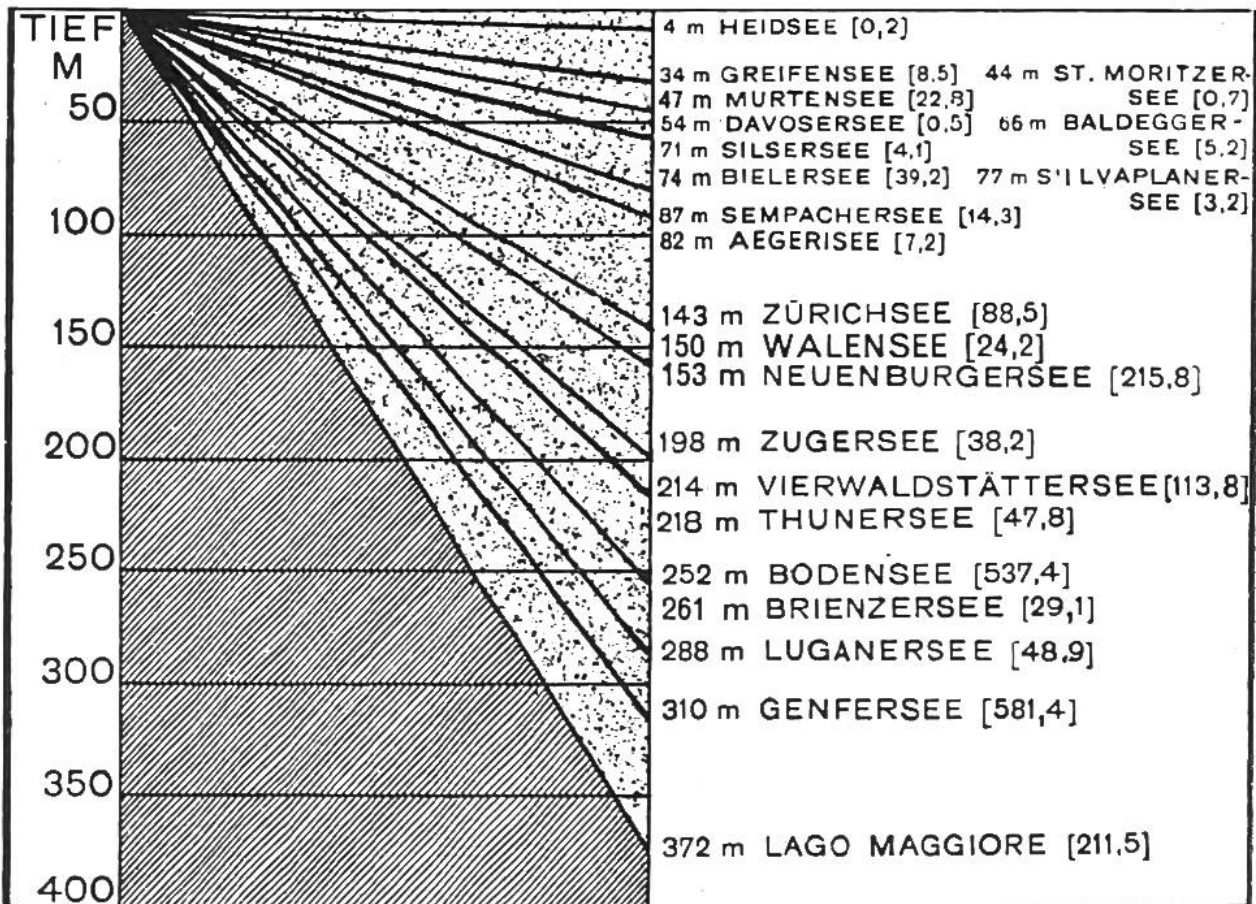 TIEF
M
50
100
150
200
250
300
350
400
4 m HEIDSEE [0,2]
34 m GREIFENSEE [8,5] 44 m ST. MORITZER-
47 m MURTENSEE [22,8] SEE [0,7]
54 m DAVOSERSEE [0,5] 66 m BALDEGGER-
71 m SILSERSEE [4,1] SEE [5,2]
74 m BIELERSEE [39,2] 77 m S'ILVAPLANER-
SEE [3,2]
87 m SEMPACHERSEE [14,3]
82 m AEGERISEE [7,2]
143 m ZÜRICHSEE [88,5]
150 m WALENSEE [24,2]
153 m NEUENBURGERSEE [215,8]
198 m ZUGERSEE [38,2]
214 m VIERWALDSTÄTTERSEE [113,8]
218 m THUNERSEE [47,8]
252 m BODENSEE [537,4]
261 m BRIENZERSEE [29,1]
288 m LUGANERSEE [48,9]
310 m GENFERSEE [581,4]
372 m LAGO MAGGIORE [211,5]